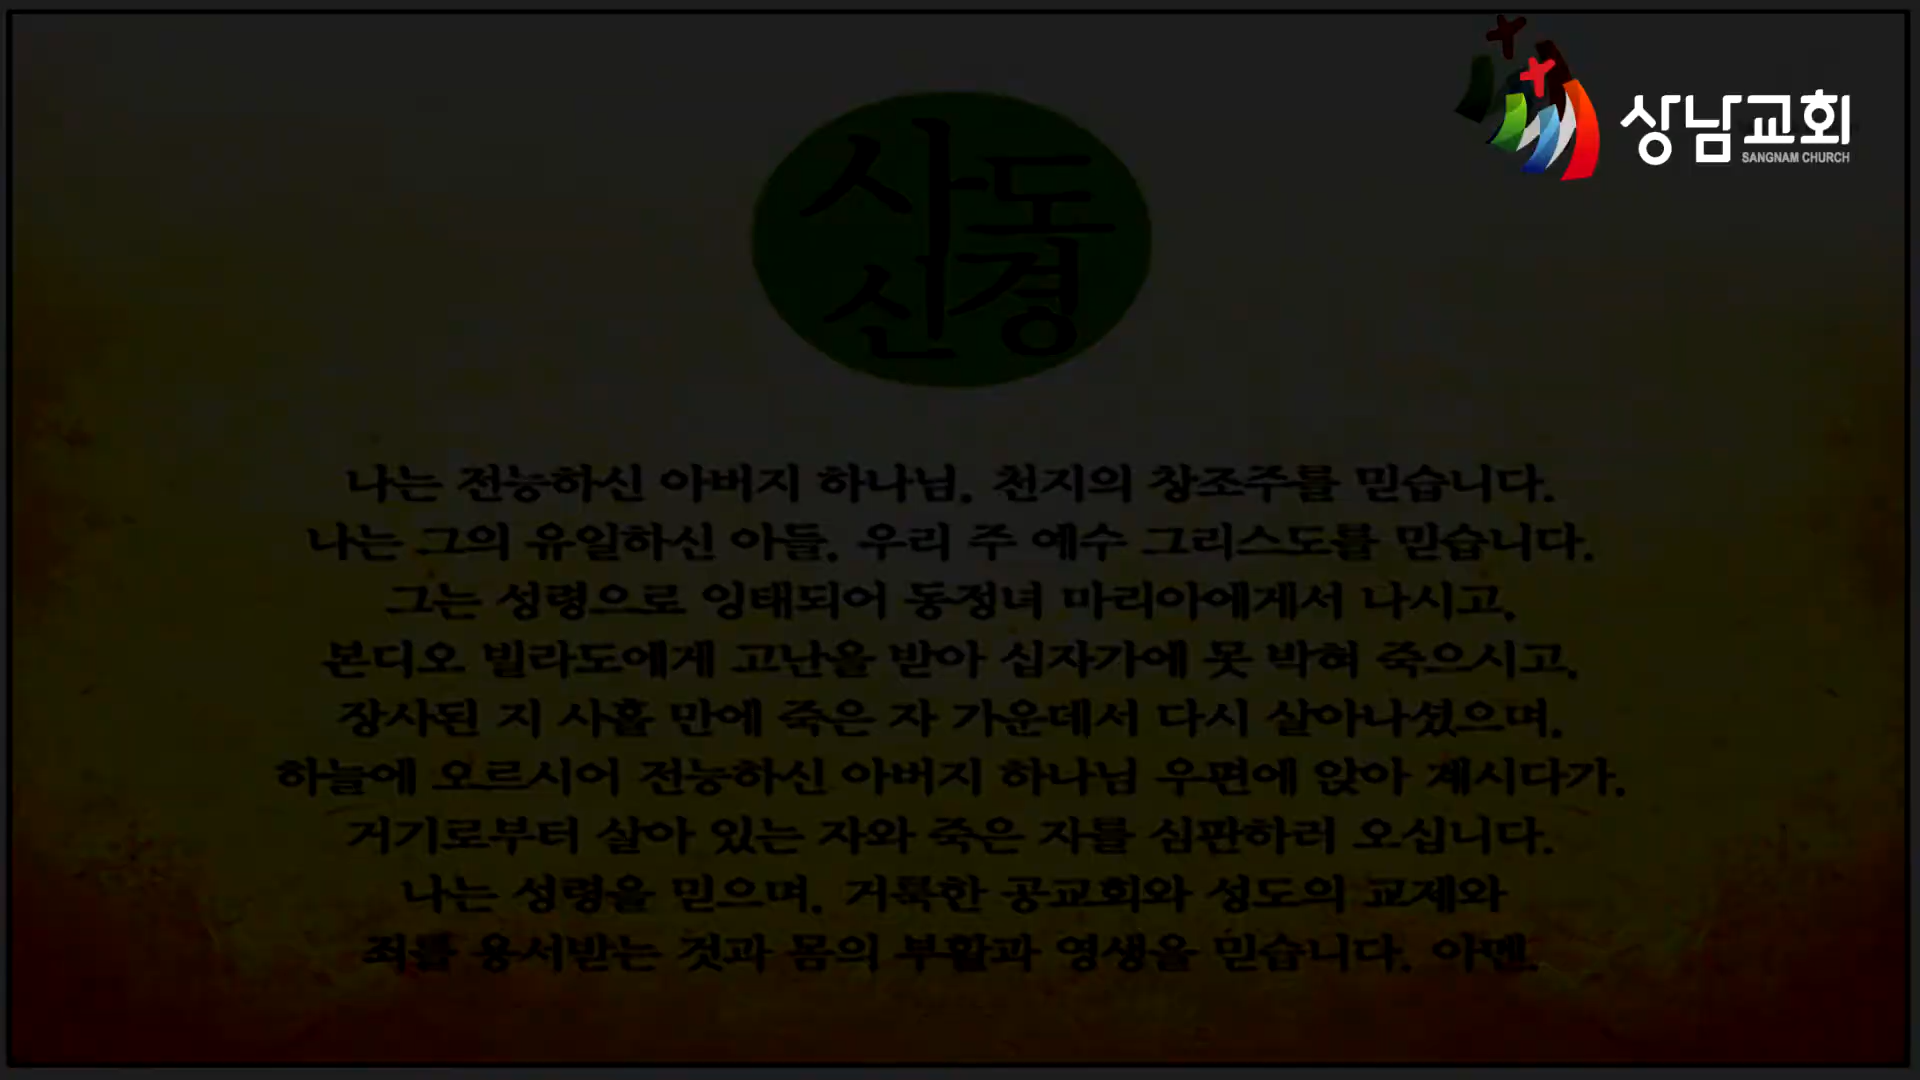 상남교회
SANGNAM CHURCH
사도
신경
나는 전능하신 아버지 하나님, 천지의 창조주를 믿습니다.
나는 그의 유일하신 아들, 우리 주 예수 그리스도를 믿습니다.
그는 성령으로 잉태되어 동정녀 마리아에게서 나시고,
본디오 빌라도에게 고난을 받아 십자가에 못 박혀 죽으시고,
장사된 지 사흘 만에 죽은 자 가운데서 다시 살아나셨으며,
하늘에 오르시어 전능하신 아버지 하나님 우편에 앉아 계시다가,
거기로부터 살아 있는 자와 죽은 자를 심판하러 오십니다.
나는 성령을 믿으며, 거룩한 공교회와 성도의 교제와
죄를 용서받는 것과 몸의 부활과 영생을 믿습니다. 아멘.